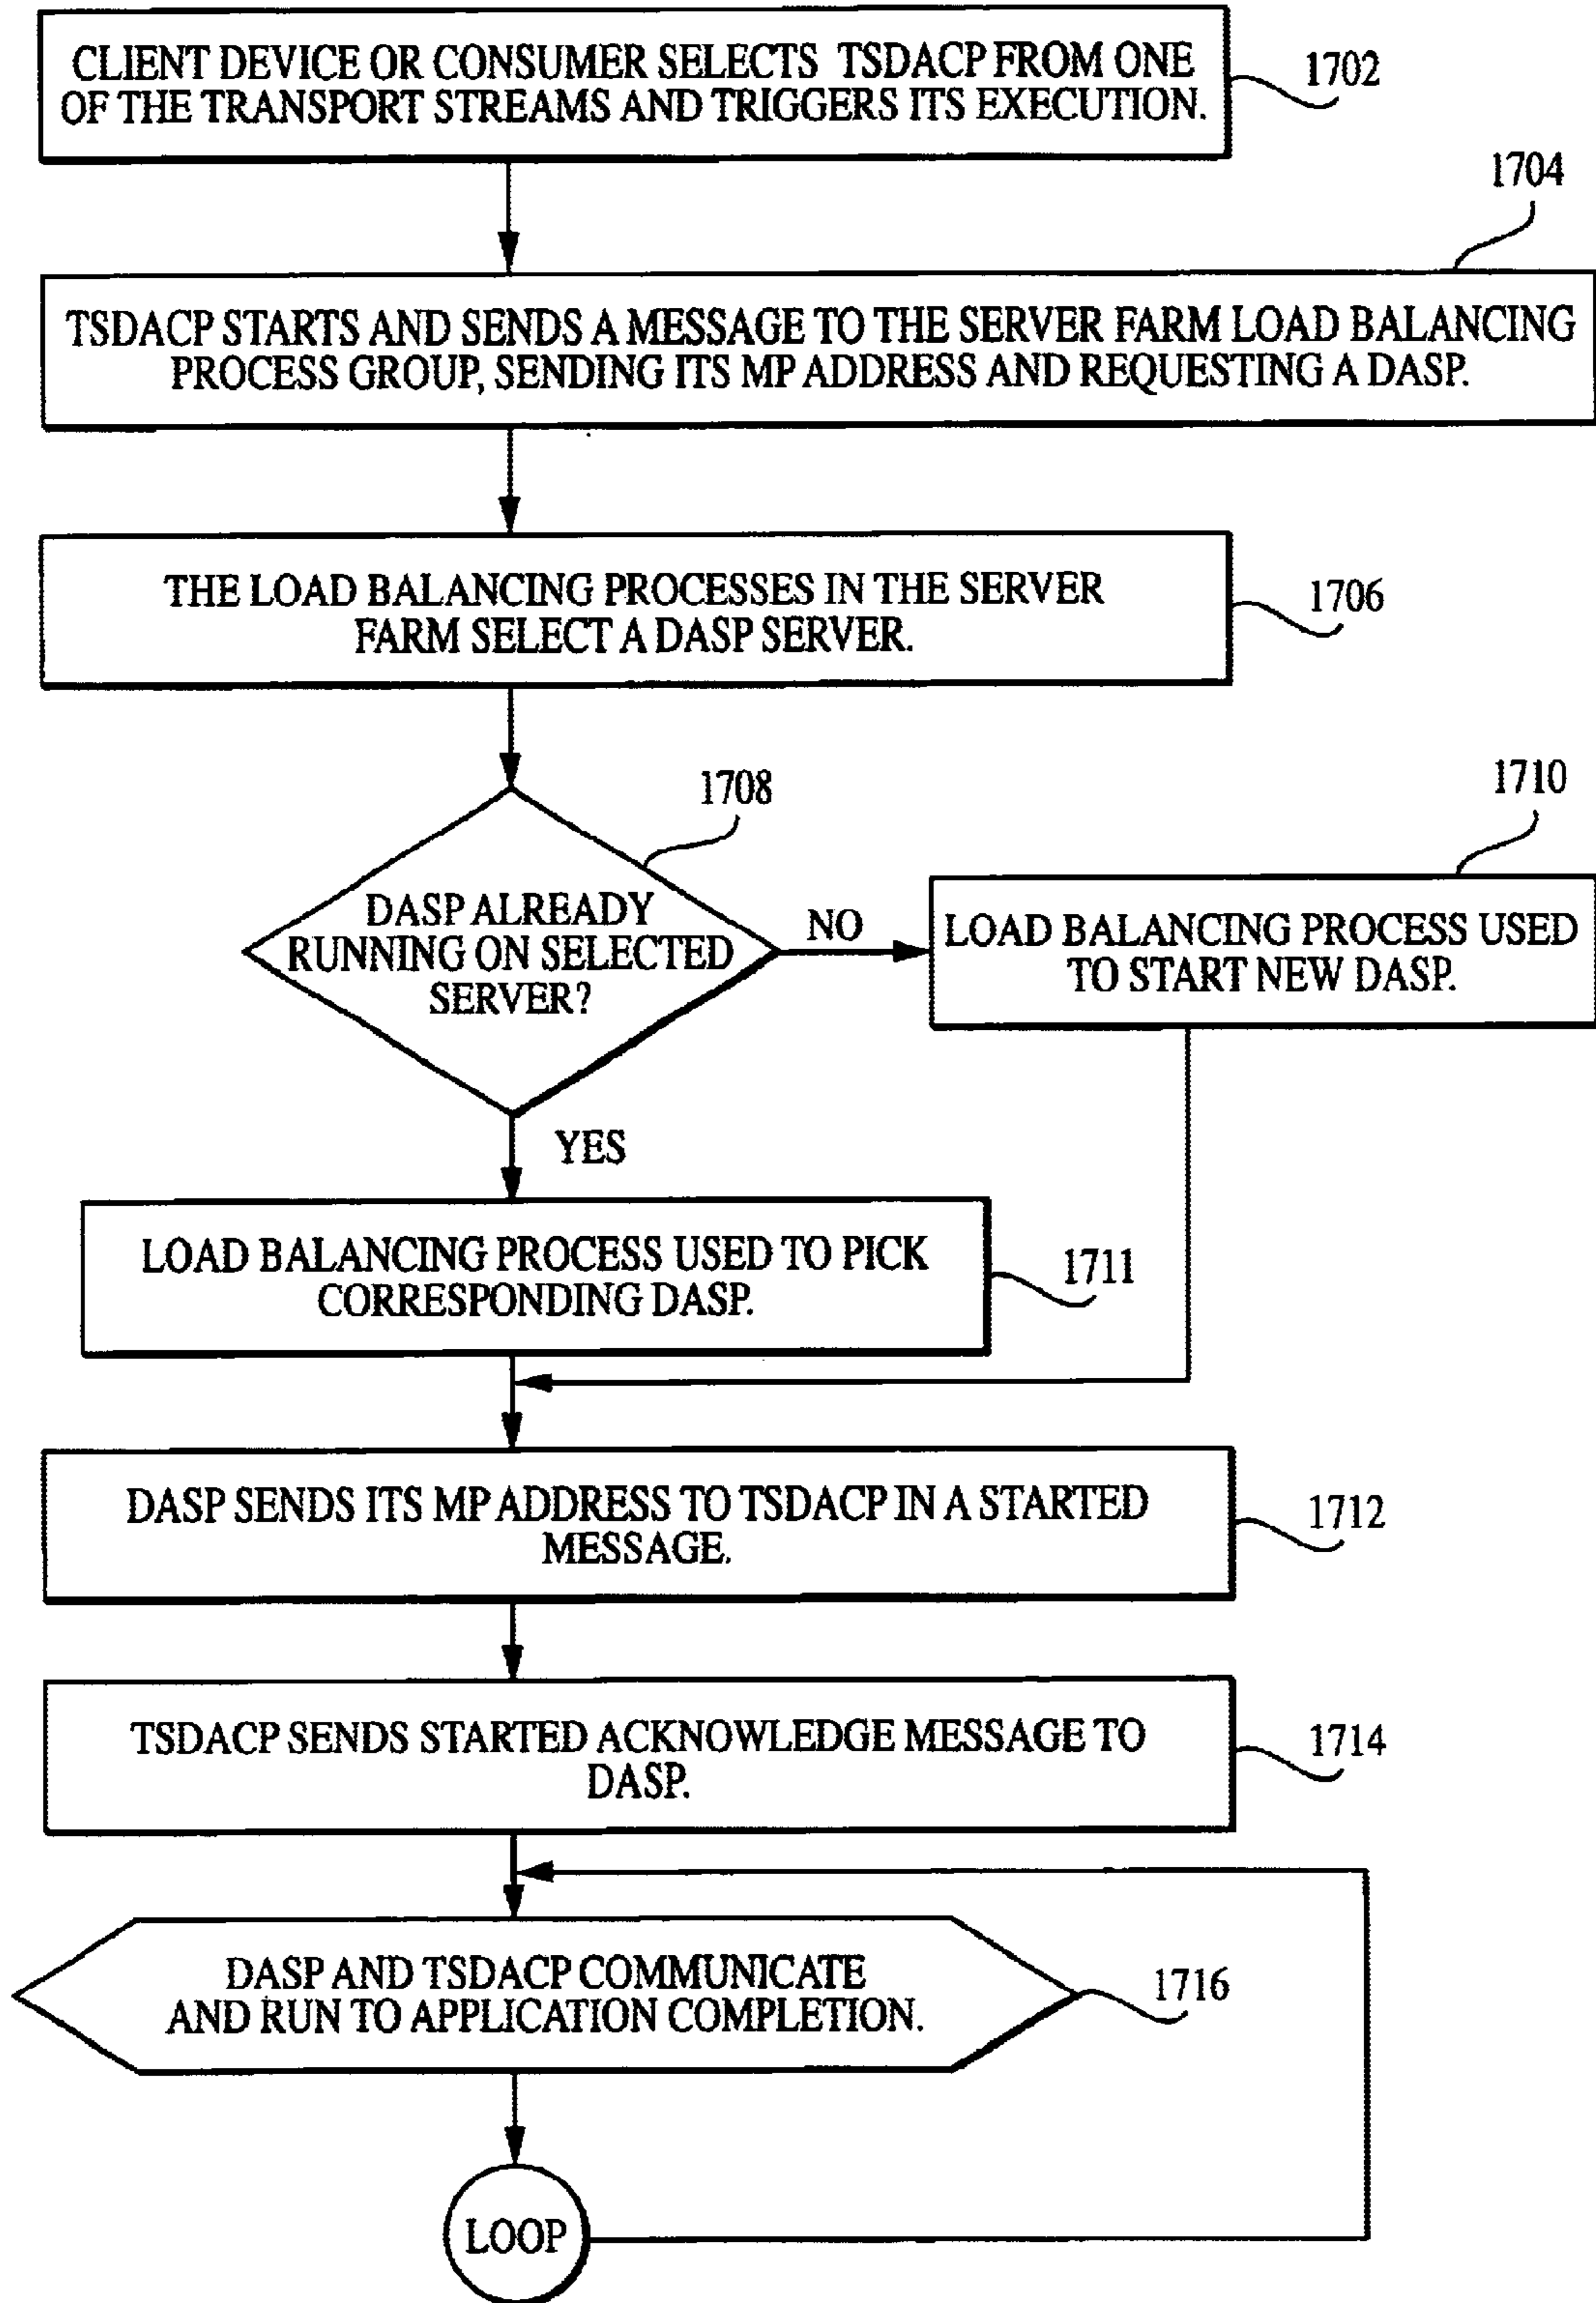 CLIENT DEVICE OR CONSUMER SELECTS TSDACP FROM ONE
OF THE TRANSPORT STREAMS AND TRIGGERS ITS EXECUTION.
1702
1704
TSDACP STARTS AND SENDS A MESSAGE TO THE SERVER FARM LOAD BALANCING
PROCESS GROUP, SENDING ITS MP ADDRESS AND REQUESTING A DASP.
THE LOAD BALANCING PROCESSES IN THE SERVER
FARM SELECT A DASP SERVER.
1706
1708
DASP ALREADY
RUNNING ON SELECTED
SERVER?
NO
1710
LOAD BALANCING PROCESS USED
TO START NEW DASP.
YES
LOAD BALANCING PROCESS USED TO PICK
CORRESPONDING DASP.
1711
DASP SENDS ITS MP ADDRESS TO TSDACP IN A STARTED
MESSAGE.
1712
TSDACP SENDS STARTED ACKNOWLEDGE MESSAGE TO
DASP.
1714
DASP AND TSDACP COMMUNICATE
AND RUN TO APPLICATION COMPLETION.
1716
LOOP